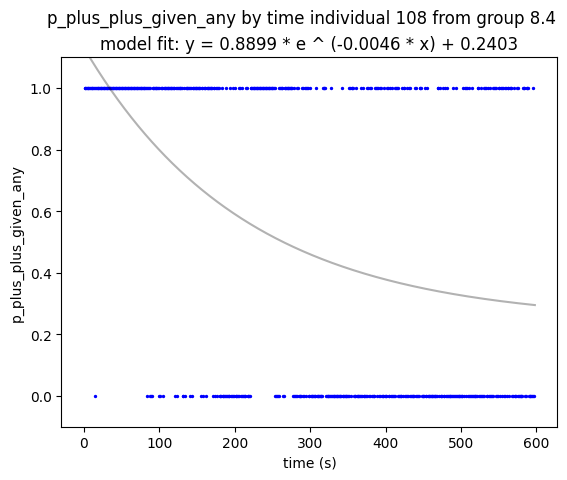 p_plus_plus_given_any by time individual 108 from group 8.4
model fit: y = 0.8899 * e ^ (-0.0046 * x) + 0.2403
1.0
0.8
0.6
0.4
0.2
0.0
p_plus_plus_given_any
0 100 200 300 400 500 600
time (s)